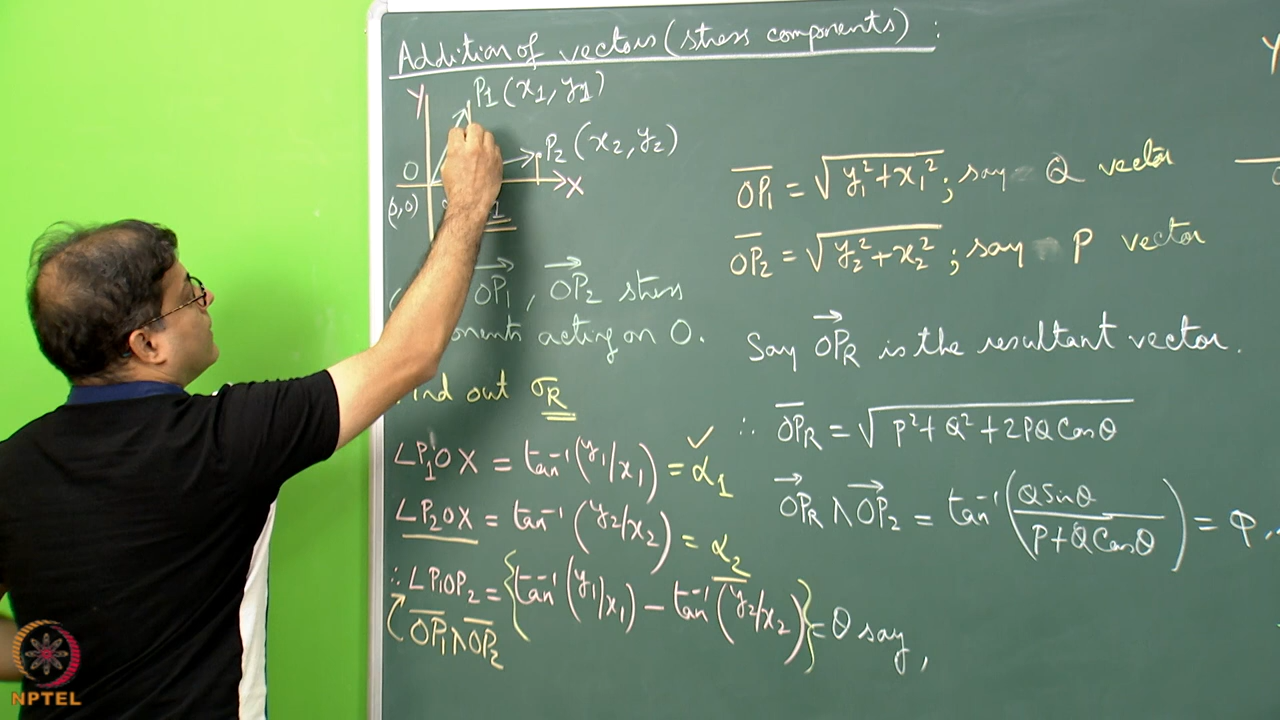 Addition of vectors (stress components) :
Y
P1 (x1, y1)
P2 (x2, y2)
O
X
(0,0)
1
→OP1, →OP2 stress
onents acting on O.
ind out σR
∠P1OX = tan⁻¹(y1/x1) = α1 ✓
∠P2OX = tan⁻¹(y2/x2) = α2
∴ ∠P1OP2 = {tan⁻¹(y1/x1) − tan⁻¹(y2/x2)} = θ say,
OP1 ∧ OP2
OP1 = √(y1² + x1²) ; say Q vector
OP2 = √(y2² + x2²) ; say P vector
Say →OPR is the resultant vector.
∴ OPR = √(P² + Q² + 2PQ Cos θ)
→OPR ∧ →OP2 = tan⁻¹(Q Sin θ / P + Q Cos θ) = φ
NPTEL